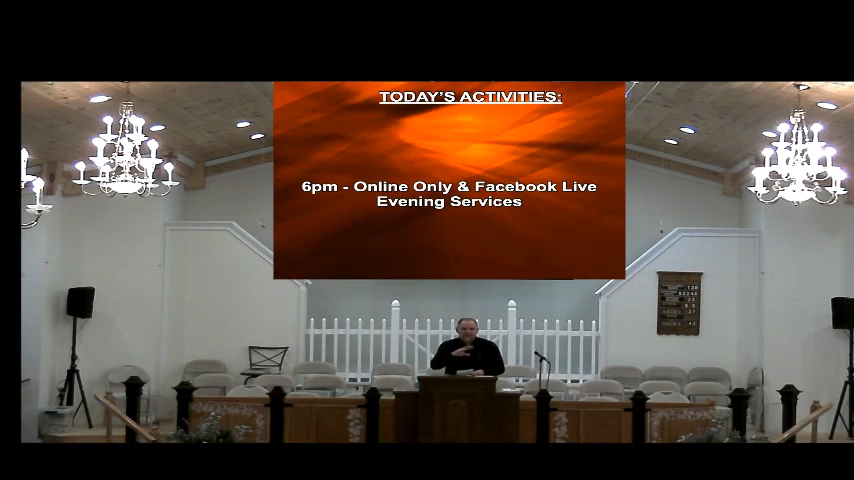 TODAY'S ACTIVITIES:
6pm - Online Only & Facebook Live
Evening Services